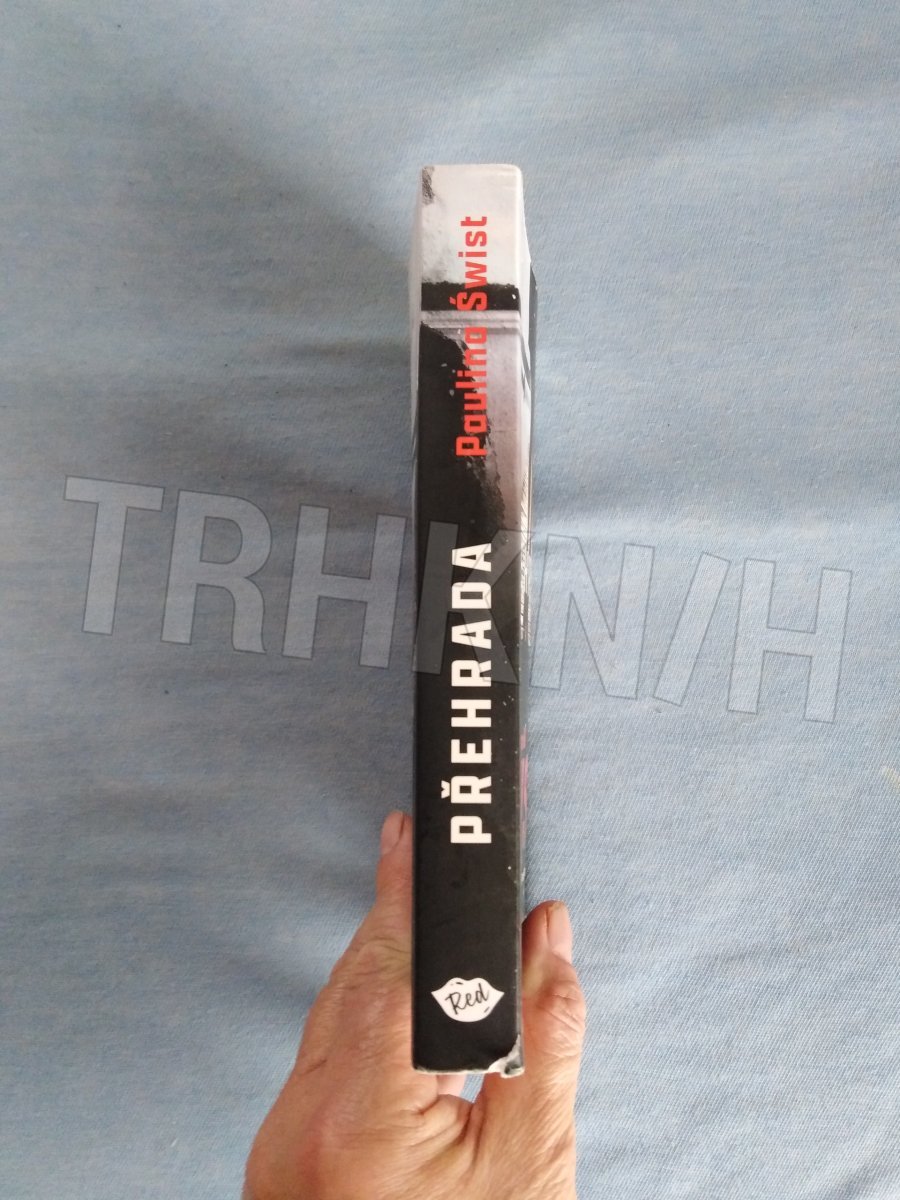 Paulina Świst
PŘEHRADA
Red
TRHKNIH